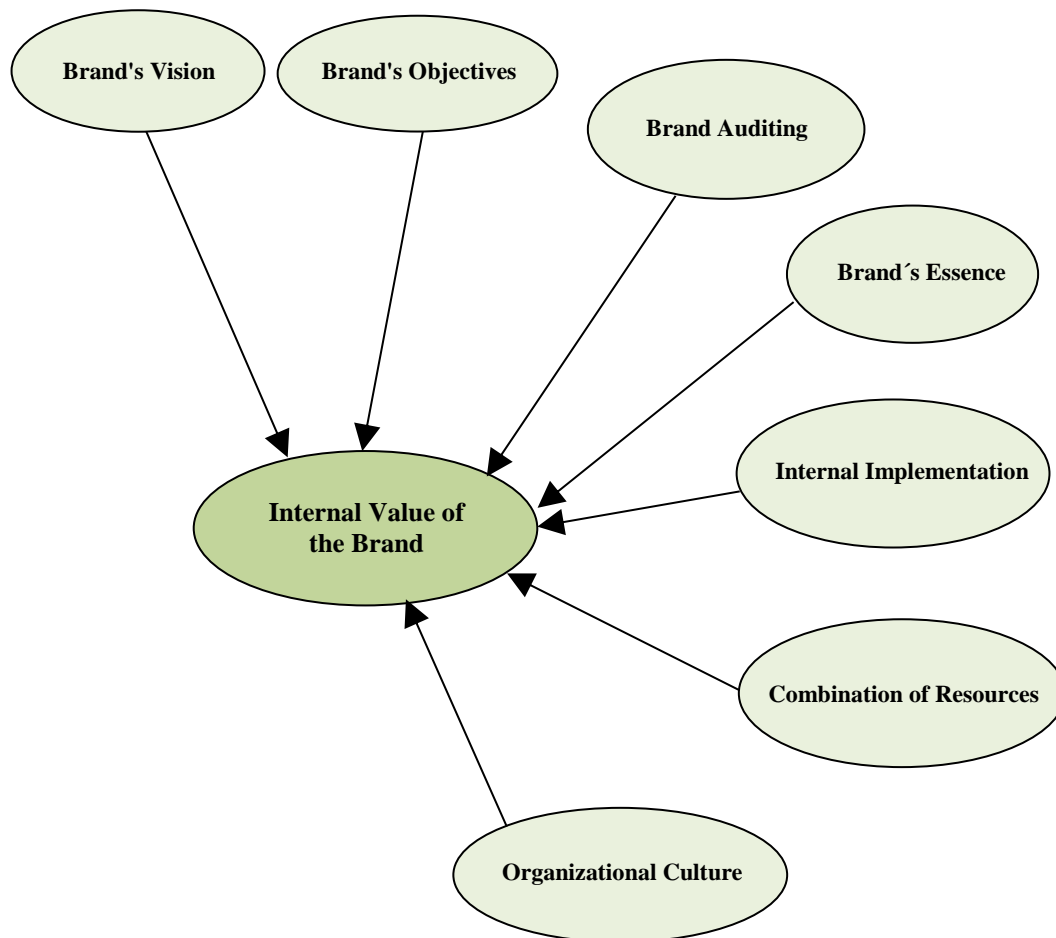 Brand's Vision
Brand's Objectives
Brand Auditing
Brand´s Essence
Internal Implementation
Internal Value of
the Brand
Combination of Resources
Organizational Culture